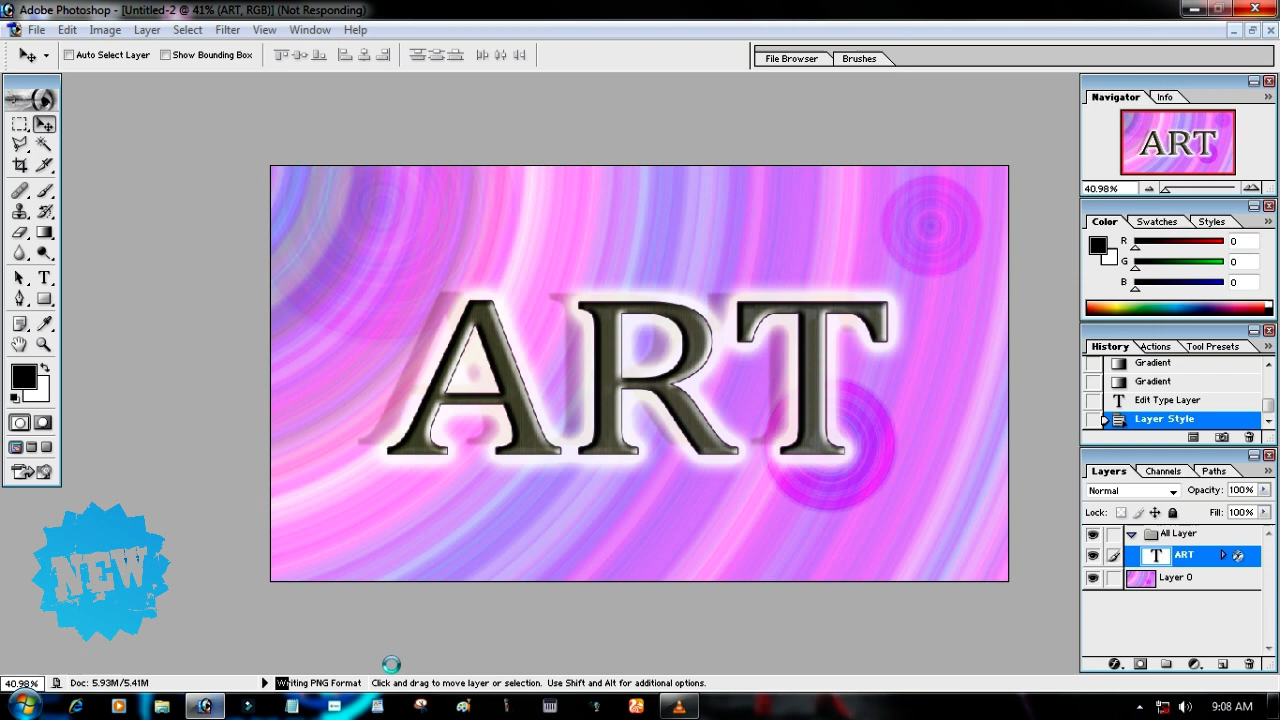 Adobe Photoshop - [Untitled-2 @ 41% (ART, RGB)] (Not Responding)
File Edit Image Layer Select Filter View Window Help
Auto Select Layer Show Bounding Box File Browser Brushes
Navigator Info
ART
40.98%
Color Swatches Styles
R 0
G 0
B 0
ART
History Actions Tool Presets
Gradient
Gradient
T Edit Type Layer
Layer Style
Layers Channels Paths
Normal Opacity: 100%
Lock: Fill: 100%
All Layer
T ART
Layer 0
NEW
40.98% Doc: 5.93M/5.41M Writing PNG Format Click and drag to move layer or selection. Use Shift and Alt for additional options.
9:08 AM